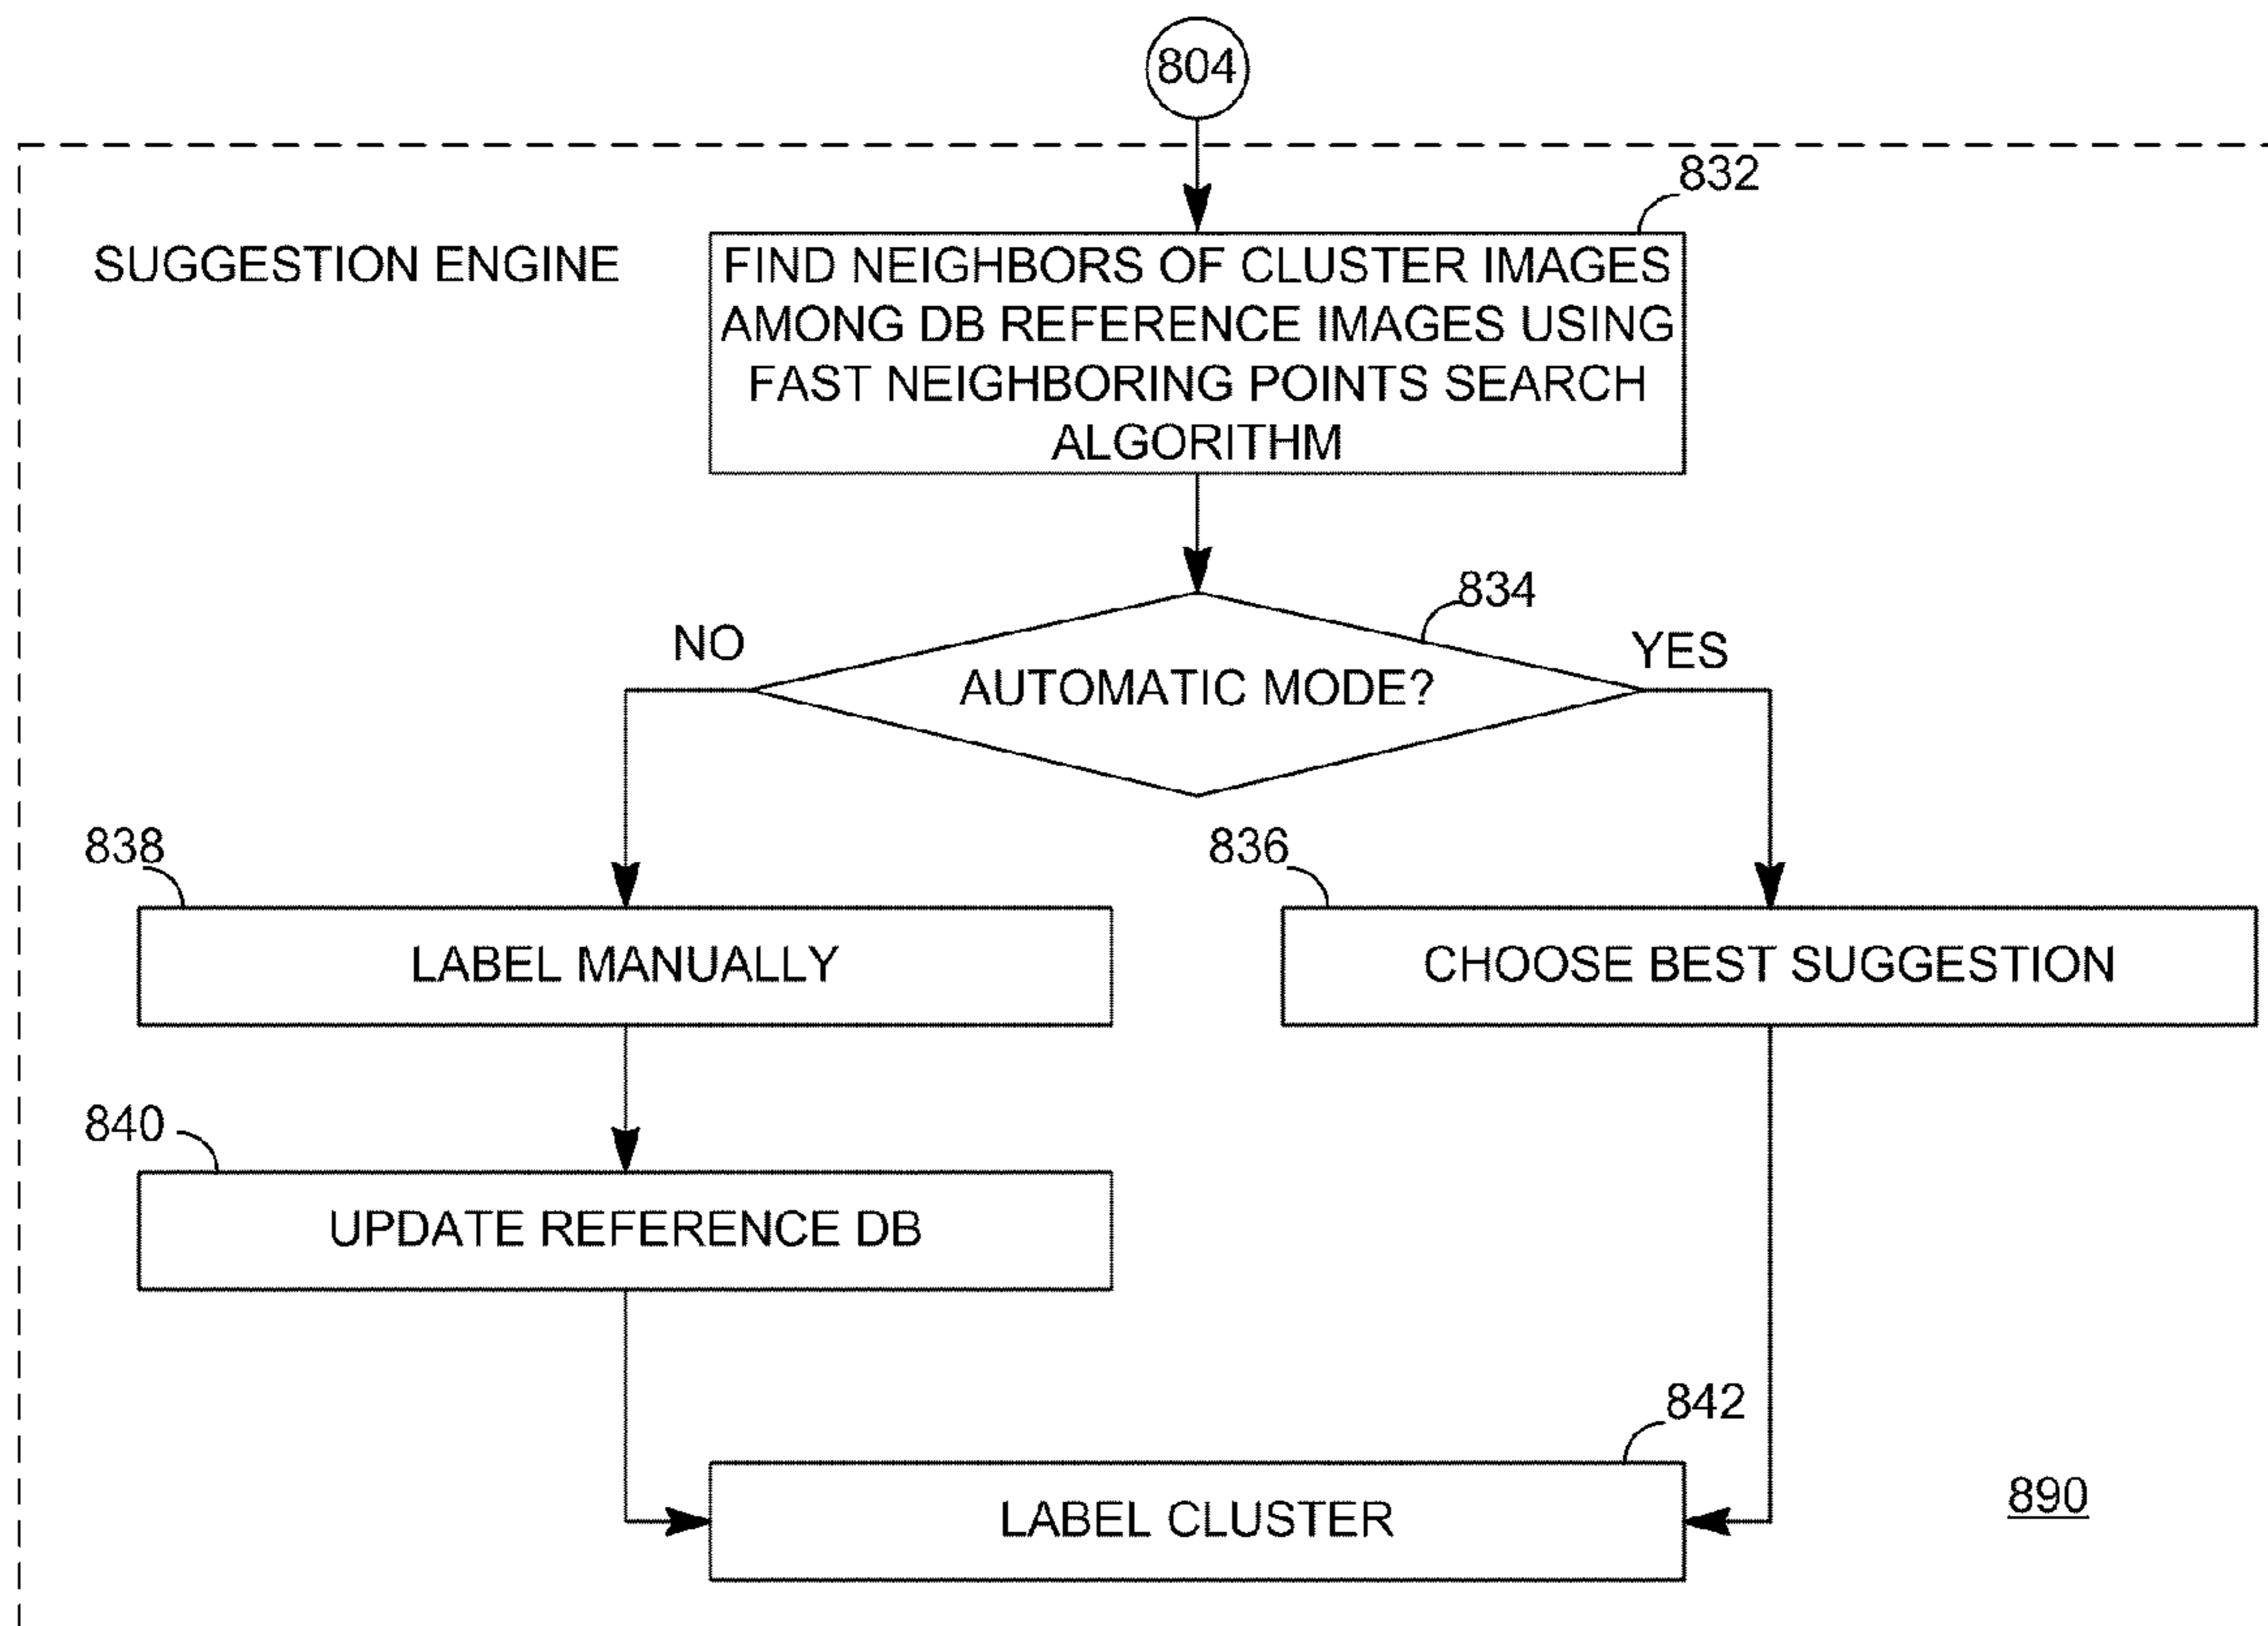 804
832
SUGGESTION ENGINE
FIND NEIGHBORS OF CLUSTER IMAGES
AMONG DB REFERENCE IMAGES USING
FAST NEIGHBORING POINTS SEARCH
ALGORITHM
834
NO
YES
AUTOMATIC MODE?
838
836
LABEL MANUALLY
CHOOSE BEST SUGGESTION
840
UPDATE REFERENCE DB
842
LABEL CLUSTER
890